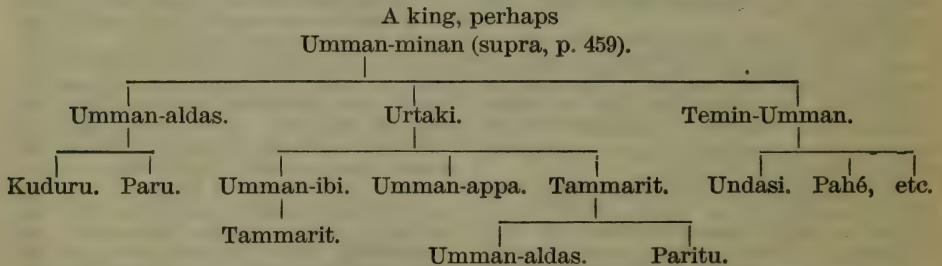 A king, perhaps
Umman-minan (supra, p. 459).
Umman-aldas. Urtaki. Temin-Umman.
Kuduru. Paru. Umman-ibi. Umman-appa. Tammarit. Undasi. Pahé, etc.
Tammarit.
Umman-aldas. Paritu.